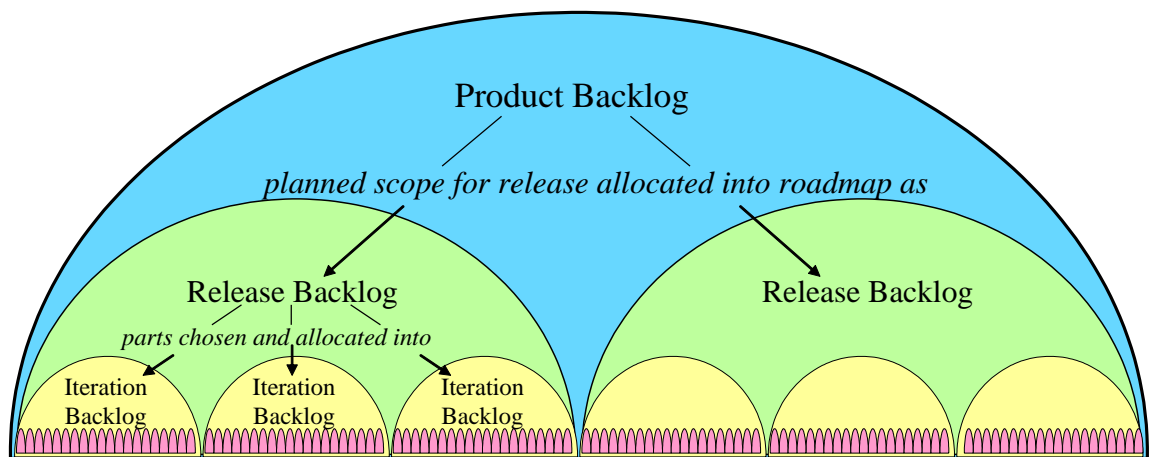 Product Backlog
planned scope for release allocated into roadmap as
Release Backlog
Release Backlog
parts chosen and allocated into
Iteration
Backlog
Iteration
Backlog
Iteration
Backlog